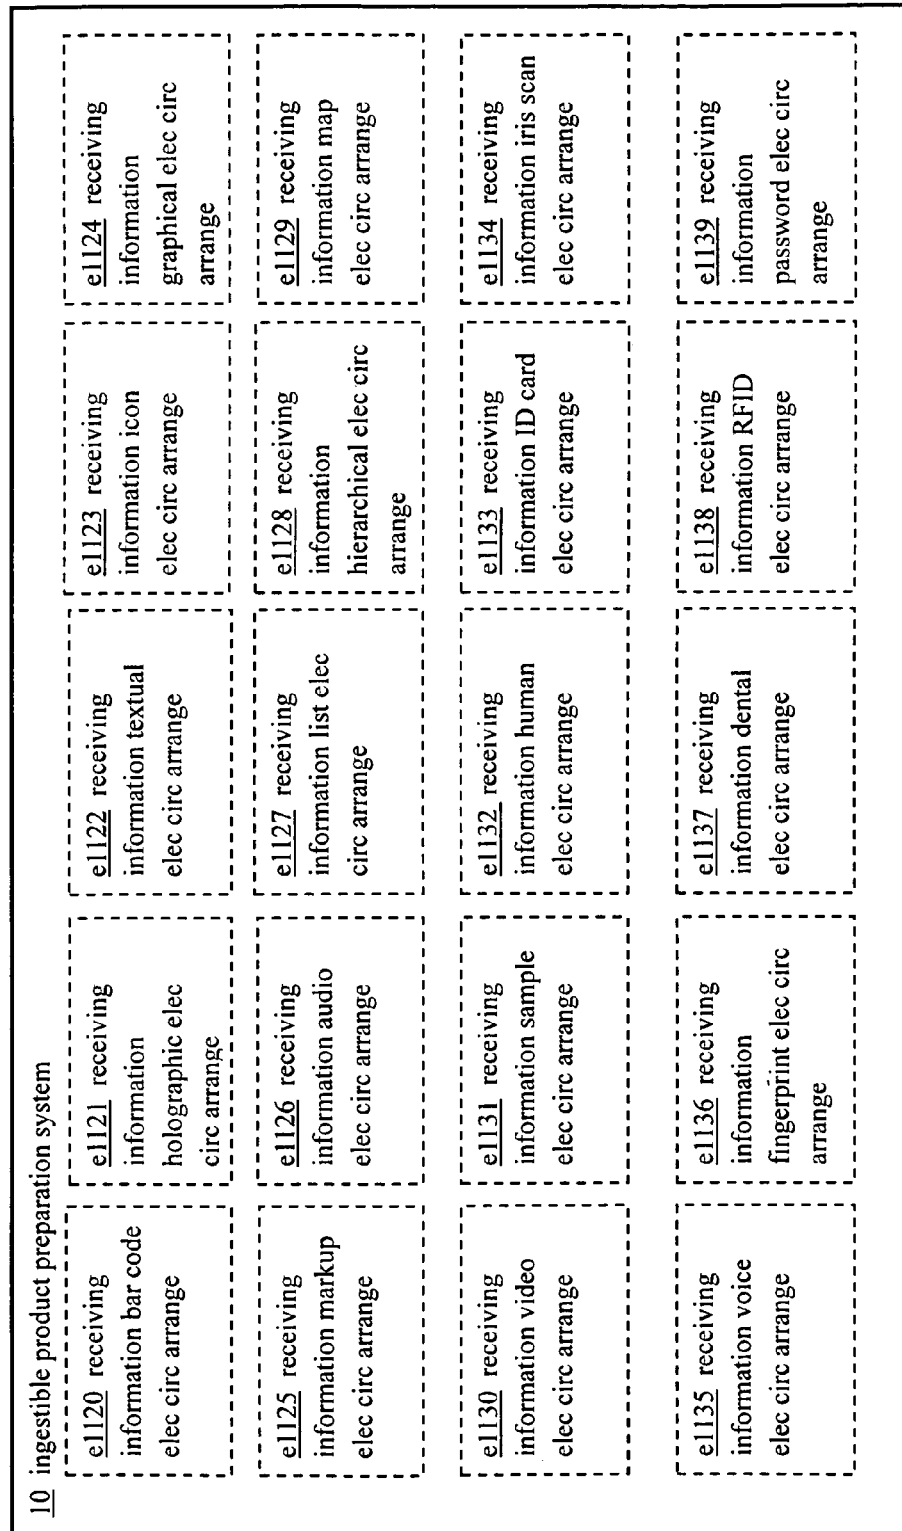 10 ingestible product preparation system
e1120 receiving
information bar code
elec circ arrange
e1121 receiving
information
holographic elec
circ arrange
e1122 receiving
information textual
elec circ arrange
e1123 receiving
information icon
elec circ arrange
e1124 receiving
information
graphical elec circ
arrange
e1125 receiving
information markup
elec circ arrange
e1126 receiving
information audio
elec circ arrange
e1127 receiving
information list elec
circ arrange
e1128 receiving
information
hierarchical elec circ
arrange
e1129 receiving
information map
elec circ arrange
e1130 receiving
information video
elec circ arrange
e1131 receiving
information sample
elec circ arrange
e1132 receiving
information human
elec circ arrange
e1133 receiving
information ID card
elec circ arrange
e1134 receiving
information iris scan
elec circ arrange
e1135 receiving
information voice
elec circ arrange
e1136 receiving
information
fingerprint elec circ
arrange
e1137 receiving
information dental
elec circ arrange
e1138 receiving
information RFID
elec circ arrange
e1139 receiving
information
password elec circ
arrange